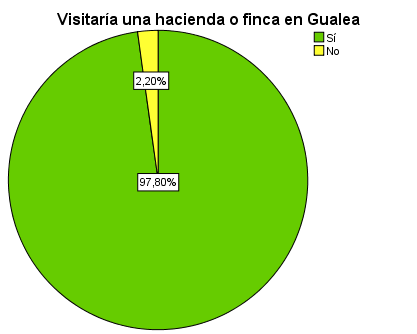 Visitaría una hacienda o finca en Gualea
Sí
No
2,20%
97,80%